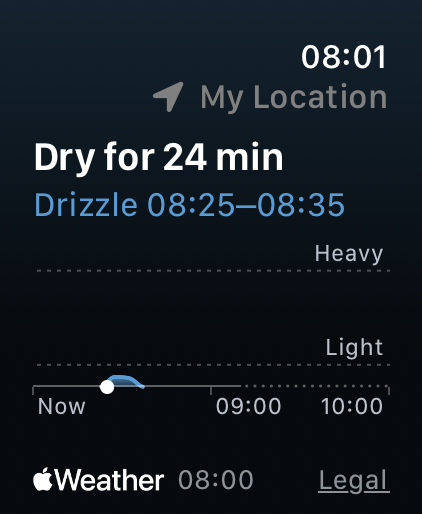 08:01
My Location
Dry for 24 min
Drizzle 08:25–08:35
Heavy
Light
Now 09:00 10:00
Weather 08:00 Legal